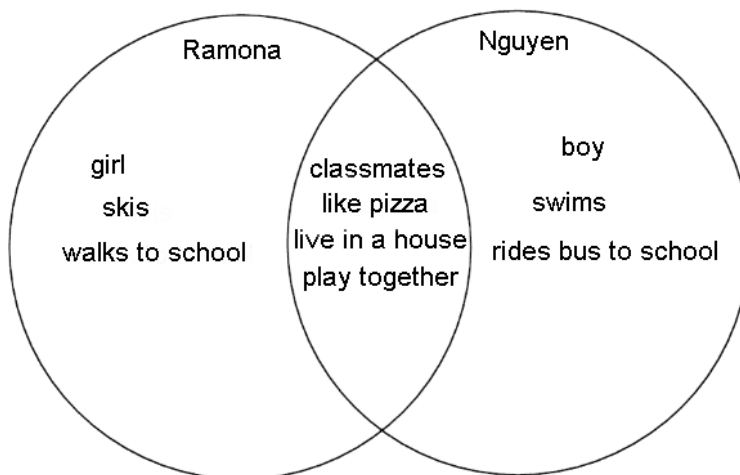 Ramona
Nguyen
girl
skis
walks to school
classmates
like pizza
live in a house
play together
boy
swims
rides bus to school